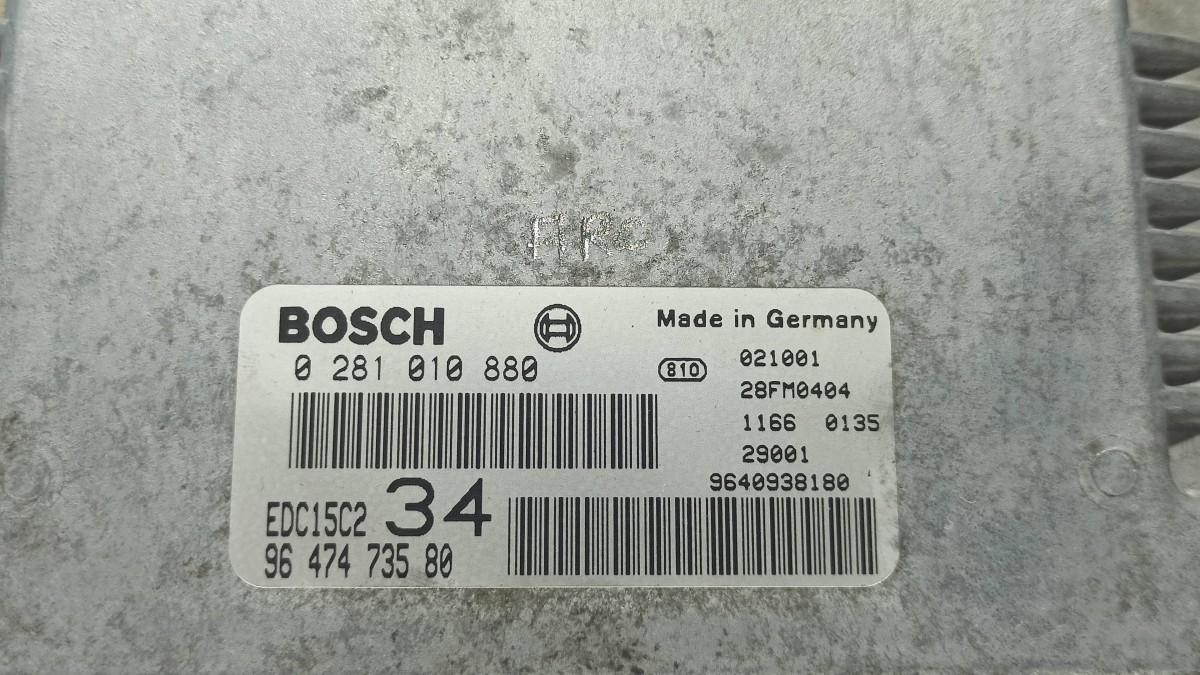 BOSCH
Made in Germany
0 281 010 880
810
021001
28FM0404
1166 0135
29001
9640938180
EDC15C2 34
96 474 735 80